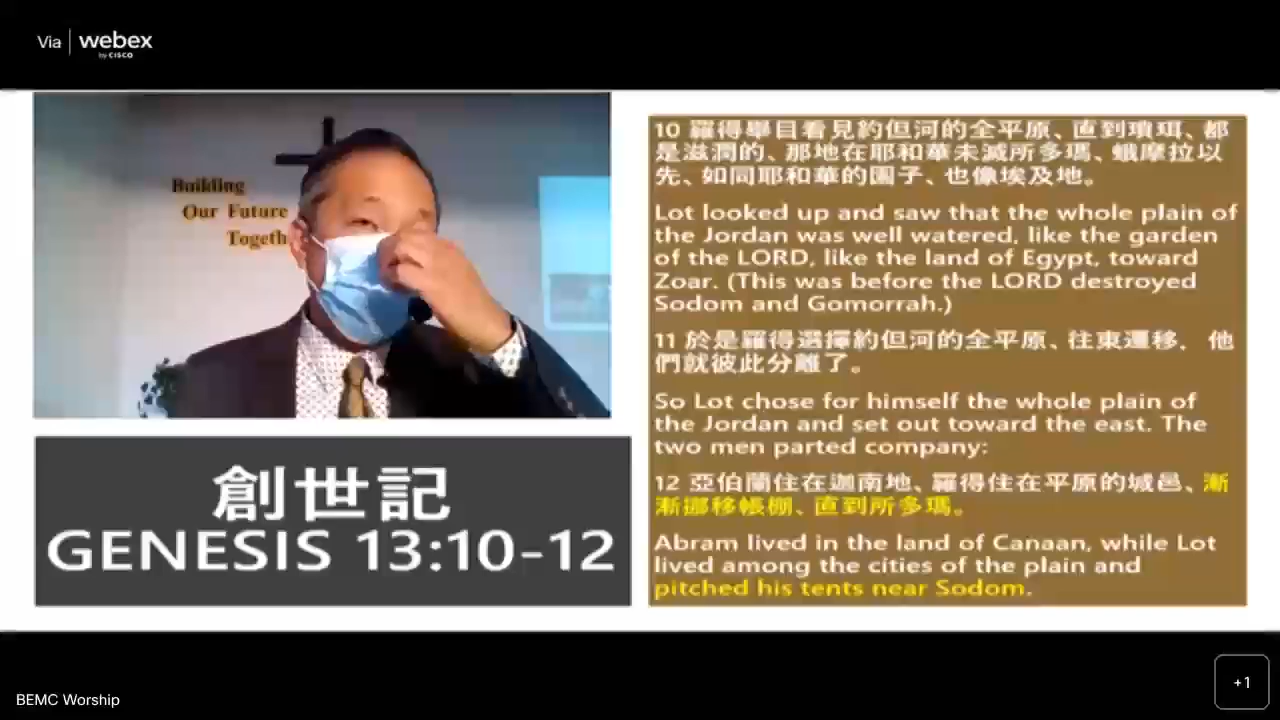 Via webex
by CISCO
Building
Our Future
Togeth
創世記
GENESIS 13:10-12
10 羅得舉目看見約但河的全平原、直到瑣珥、都
是滋潤的、那地在耶和華未滅所多瑪、蛾摩拉以
先、如同耶和華的園子、也像埃及地。
Lot looked up and saw that the whole plain of
the Jordan was well watered, like the garden
of the LORD, like the land of Egypt, toward
Zoar. (This was before the LORD destroyed
Sodom and Gomorrah.)
11 於是羅得選擇約但河的全平原、往東遷移． 他
們就彼此分離了。
So Lot chose for himself the whole plain of
the Jordan and set out toward the east. The
two men parted company:
12 亞伯蘭住在迦南地、羅得住在平原的城邑、漸
漸挪移帳棚、直到所多瑪。
Abram lived in the land of Canaan, while Lot
lived among the cities of the plain and
pitched his tents near Sodom.
BEMC Worship
+1